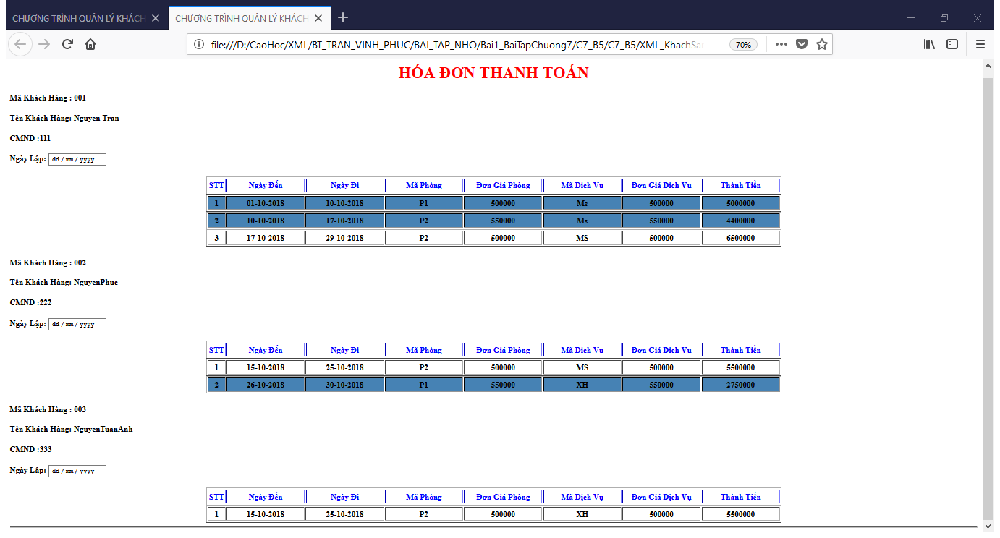 CHƯƠNG TRÌNH QUẢN LÝ KHÁCH CHƯƠNG TRÌNH QUẢN LÝ KHÁCH
file:///D:/CaoHoc/XML/BT_TRAN_VINH_PHUC/BAI_TAP_NHO/Bai1_BaiTapChuong7/C7_B5/C7_B5/XML_KhachSa 70%
HÓA ĐƠN THANH TOÁN
Mã Khách Hàng : 001
Tên Khách Hàng: Nguyen Tran
CMND :111
Ngày Lập: dd / mm / yyyy
STT Ngày Đến Ngày Đi Mã Phòng Đơn Giá Phòng Mã Dịch Vụ Đơn Giá Dịch Vụ Thành Tiền
1 01-10-2018 10-10-2018 P1 500000 Ms 500000 5000000
2 10-10-2018 17-10-2018 P2 550000 Ms 550000 4400000
3 17-10-2018 29-10-2018 P2 500000 MS 500000 6500000
Mã Khách Hàng : 002
Tên Khách Hàng: NguyenPhuc
CMND :222
Ngày Lập: dd / mm / yyyy
STT Ngày Đến Ngày Đi Mã Phòng Đơn Giá Phòng Mã Dịch Vụ Đơn Giá Dịch Vụ Thành Tiền
1 15-10-2018 25-10-2018 P2 500000 MS 500000 5500000
2 26-10-2018 30-10-2018 P1 550000 XH 550000 2750000
Mã Khách Hàng : 003
Tên Khách Hàng: NguyenTuanAnh
CMND :333
Ngày Lập: dd / mm / yyyy
STT Ngày Đến Ngày Đi Mã Phòng Đơn Giá Phòng Mã Dịch Vụ Đơn Giá Dịch Vụ Thành Tiền
1 15-10-2018 25-10-2018 P2 500000 XH 500000 5500000